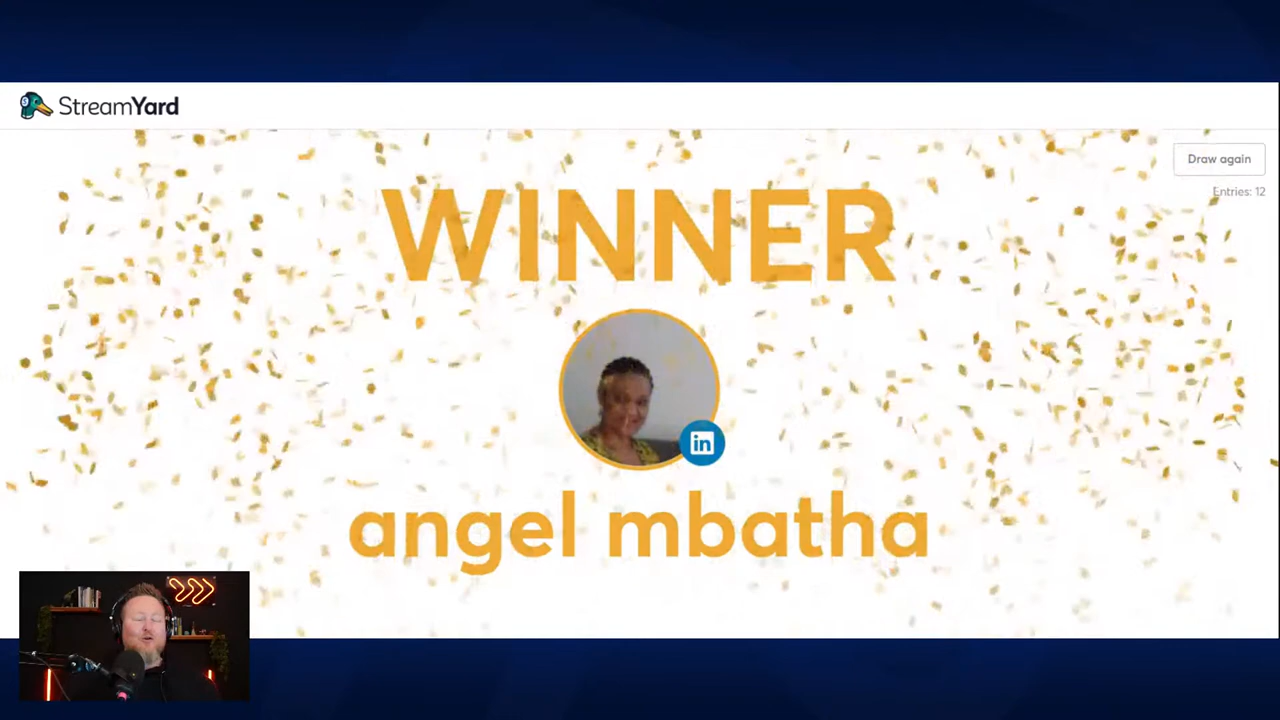 StreamYard
Draw again
Entries: 12
WINNER
in
angel mbatha